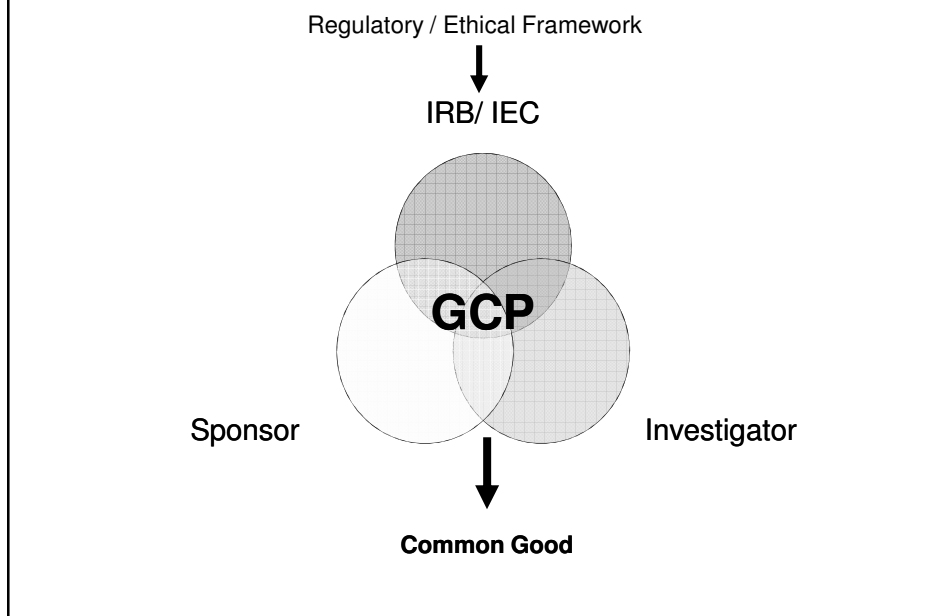 Regulatory / Ethical Framework
IRB/ IEC
GCP
Sponsor
Investigator
Common Good